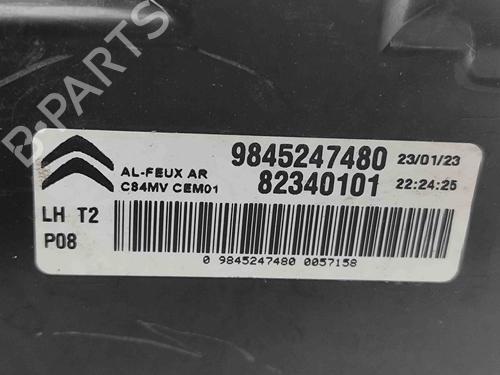 B-PARTS
AL-FEUX AR 9845247480 23/01/23
C84MV CEM01 82340101 22:24:25
LH T2
P08
0 9845247480 0057158